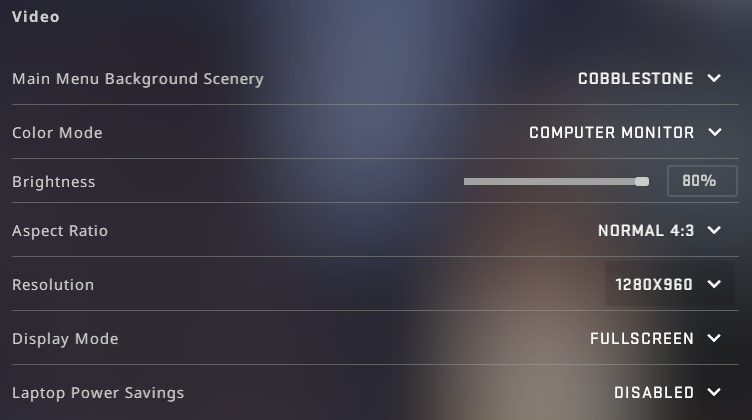 Video
Main Menu Background Scenery COBBLESTONE
Color Mode COMPUTER MONITOR
Brightness 80%
Aspect Ratio NORMAL 4:3
Resolution 1280X960
Display Mode FULLSCREEN
Laptop Power Savings DISABLED